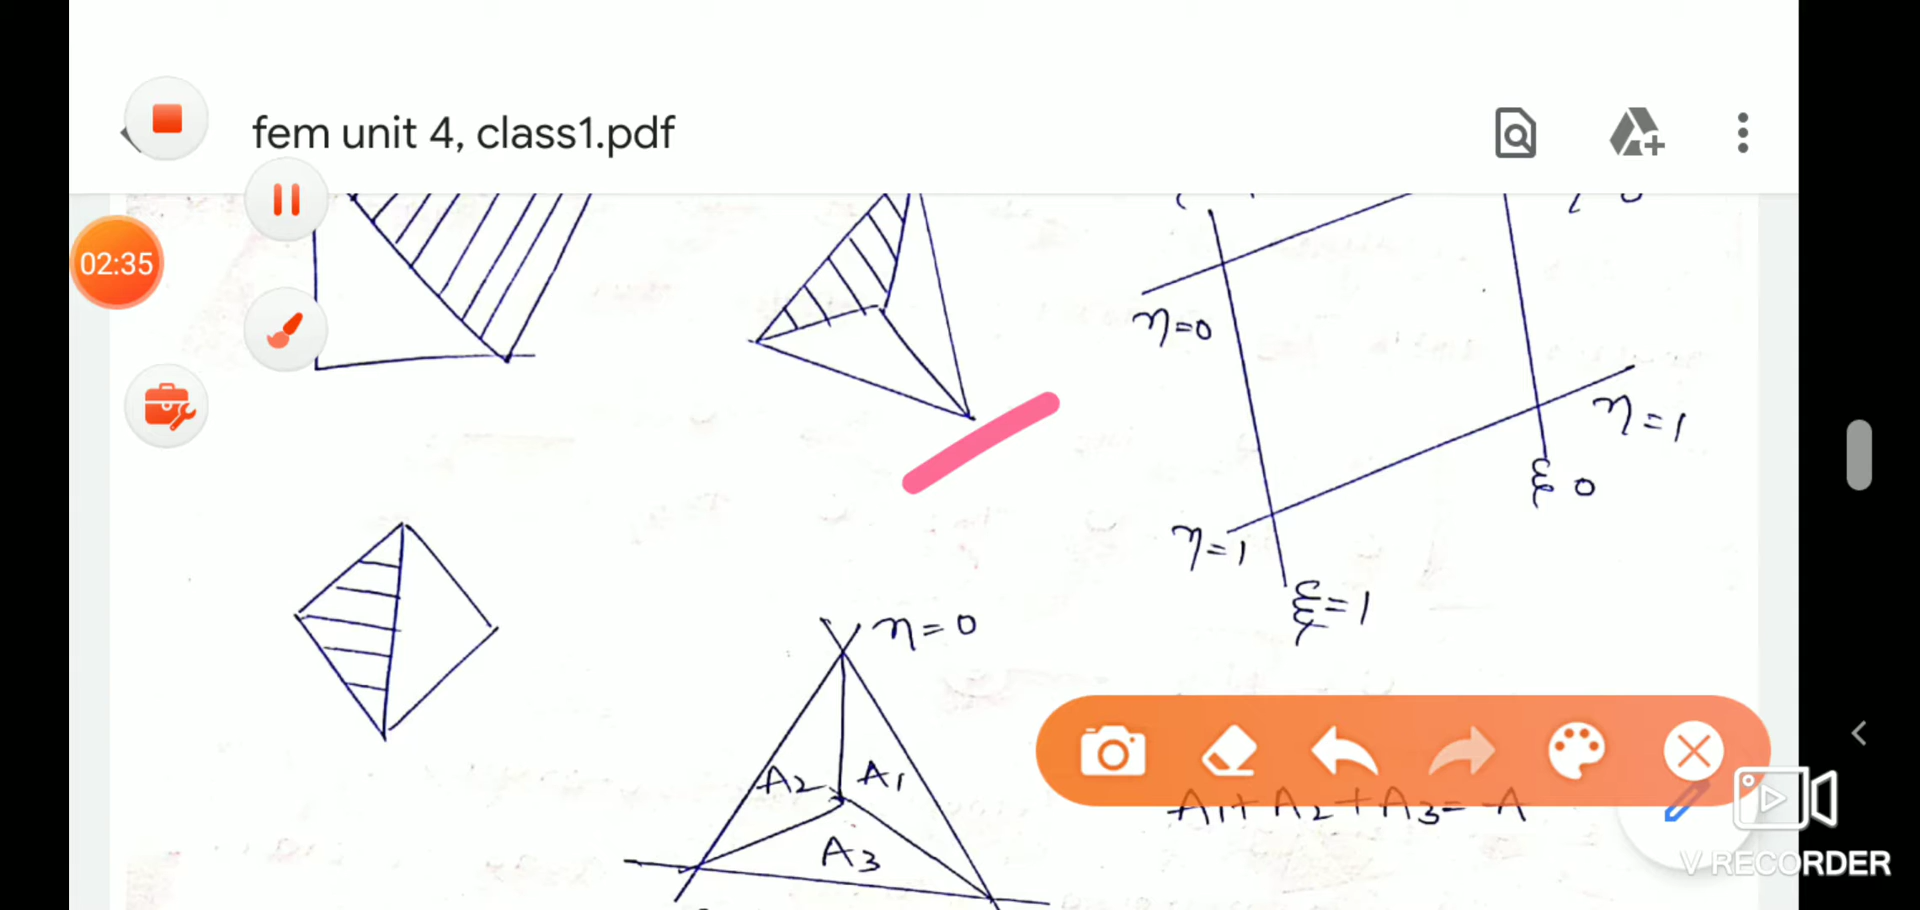 fem unit 4, class1.pdf
02:35
η=0
η=1
ξ 0
η=1
ξ=1
η=0
A2
A1
A3
A1+A2+A3=A
V RECORDER